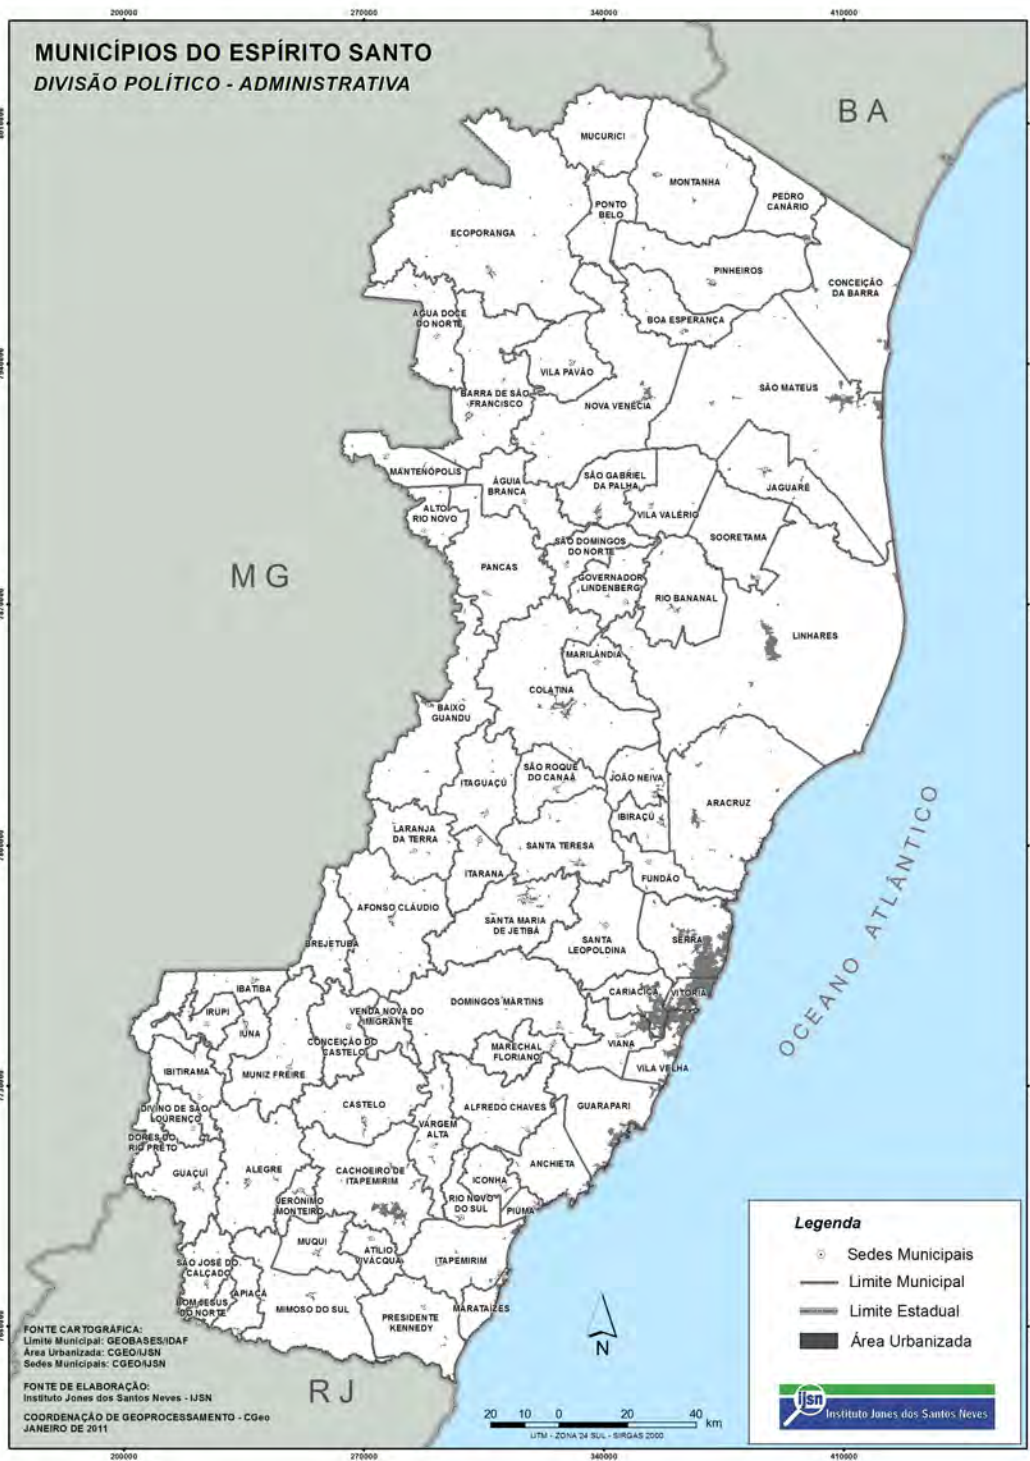 200000
270000
340000
410000
MUNICÍPIOS DO ESPÍRITO SANTO
DIVISÃO POLÍTICO - ADMINISTRATIVA
BA
MUCURICI
MONTANHA
PEDRO
CANÁRIO
PONTO
BELO
ECOPORANGA
PINHEIROS
CONCEIÇÃO
DA BARRA
ÁGUA DOCE
DO NORTE
BOA ESPERANÇA
VILA PAVÃO
BARRA DE SÃO
FRANCISCO
NOVA VENÉCIA
SÃO MATEUS
MANTENÓPOLIS
ÁGUIA
BRANCA
SÃO GABRIEL
DA PALHA
JAGUARÉ
ALTO
RIO NOVO
VILA VALÉRIO
SOORETAMA
SÃO DOMINGOS
DO NORTE
PANCAS
MG
GOVERNADOR
LINDENBERG
RIO BANANAL
LINHARES
MARILÂNDIA
COLATINA
BAIXO
GUANDU
SÃO ROQUE
DO CANAÃ
JOÃO NEIVA
ITAGUAÇÚ
ARACRUZ
IBIRAÇÚ
LARANJA
DA TERRA
SANTA TERESA
ITARANA
FUNDÃO
AFONSO CLÁUDIO
SANTA MARIA
DE JETIBÁ
SANTA
LEOPOLDINA
SERRA
BREJETUBA
OCEANO ATLÂNTICO
IBATIBA
CARIACICA
VITÓRIA
DOMINGOS MARTINS
VENDA NOVA DO
IMIGRANTE
IRUPI
IÚNA
CONCEIÇÃO DO
CASTELO
MARECHAL
FLORIANO
VIANA
VILA VELHA
IBITIRAMA
MUNIZ FREIRE
CASTELO
ALFREDO CHAVES
GUARAPARI
DIVINO DE SÃO
LOURENÇO
VARGEM
ALTA
DORES DO
RIO PRETO
GUAÇUÍ
ALEGRE
CACHOEIRO DE
ITAPEMIRIM
ANCHIETA
ICONHA
JERÔNIMO
MONTEIRO
RIO NOVO
DO SUL
PIÚMA
MUQUI
ATÍLIO
VIVÁCQUA
ITAPEMIRIM
SÃO JOSÉ DO
CALÇADO
APIACÁ
BOM JESUS
DO NORTE
MIMOSO DO SUL
PRESIDENTE
KENNEDY
MARATAÍZES
RJ
N
Legenda
Sedes Municipais
Limite Municipal
Limite Estadual
Área Urbanizada
ijsn
Instituto Jones dos Santos Neves
FONTE CARTOGRÁFICA:
Limite Municipal: GEOBASES/IDAF
Área Urbanizada: CGEO/IJSN
Sedes Municipais: CGEO/IJSN
FONTE DE ELABORAÇÃO:
Instituto Jones dos Santos Neves - IJSN
COORDENAÇÃO DE GEOPROCESSAMENTO - CGeo
JANEIRO DE 2011
20 10 0 20 40 km
UTM - ZONA 24 SUL - SIRGAS 2000
200000
270000
340000
410000